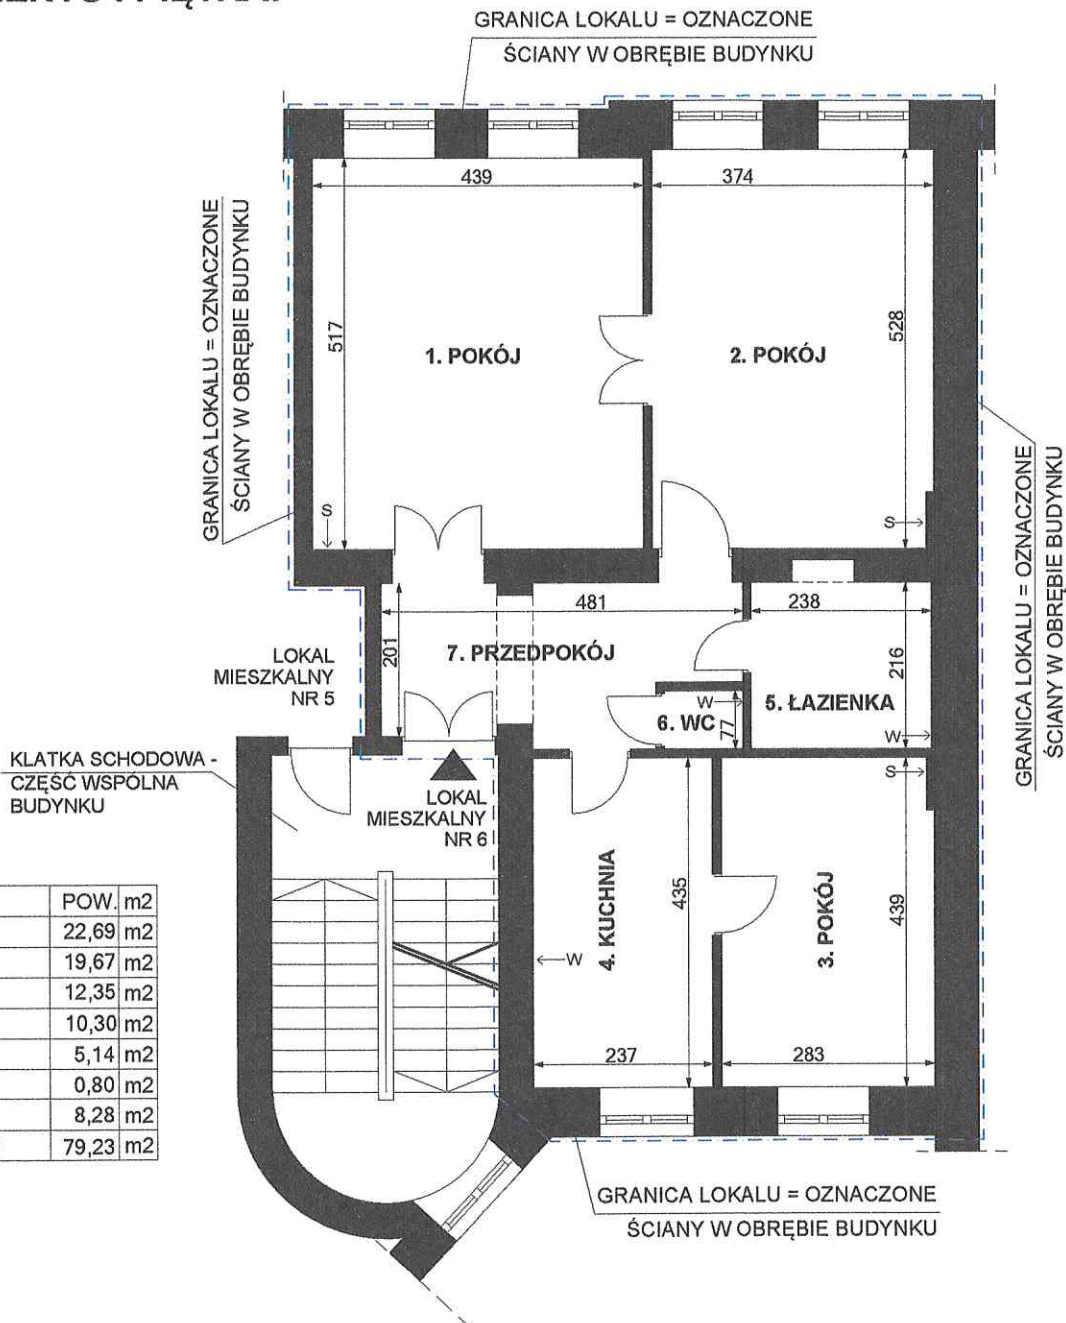 GRANICA LOKALU = OZNACZONE
ŚCIANY W OBRĘBIE BUDYNKU
439
374
GRANICA LOKALU = OZNACZONE
ŚCIANY W OBRĘBIE BUDYNKU
517
1. POKÓJ
2. POKÓJ
528
GRANICA LOKALU = OZNACZONE
ŚCIANY W OBRĘBIE BUDYNKU
S
S
481
238
201
7. PRZEDPOKÓJ
216
LOKAL
MIESZKALNY
NR 5
W
6. WC
77
5. ŁAZIENKA
W
KLATKA SCHODOWA -
CZĘŚĆ WSPÓLNA
BUDYNKU
S
LOKAL
MIESZKALNY
NR 6
4. KUCHNIA
435
3. POKÓJ
439
W
237
283
POW. m2
22,69 m2
19,67 m2
12,35 m2
10,30 m2
5,14 m2
0,80 m2
8,28 m2
79,23 m2
GRANICA LOKALU = OZNACZONE
ŚCIANY W OBRĘBIE BUDYNKU